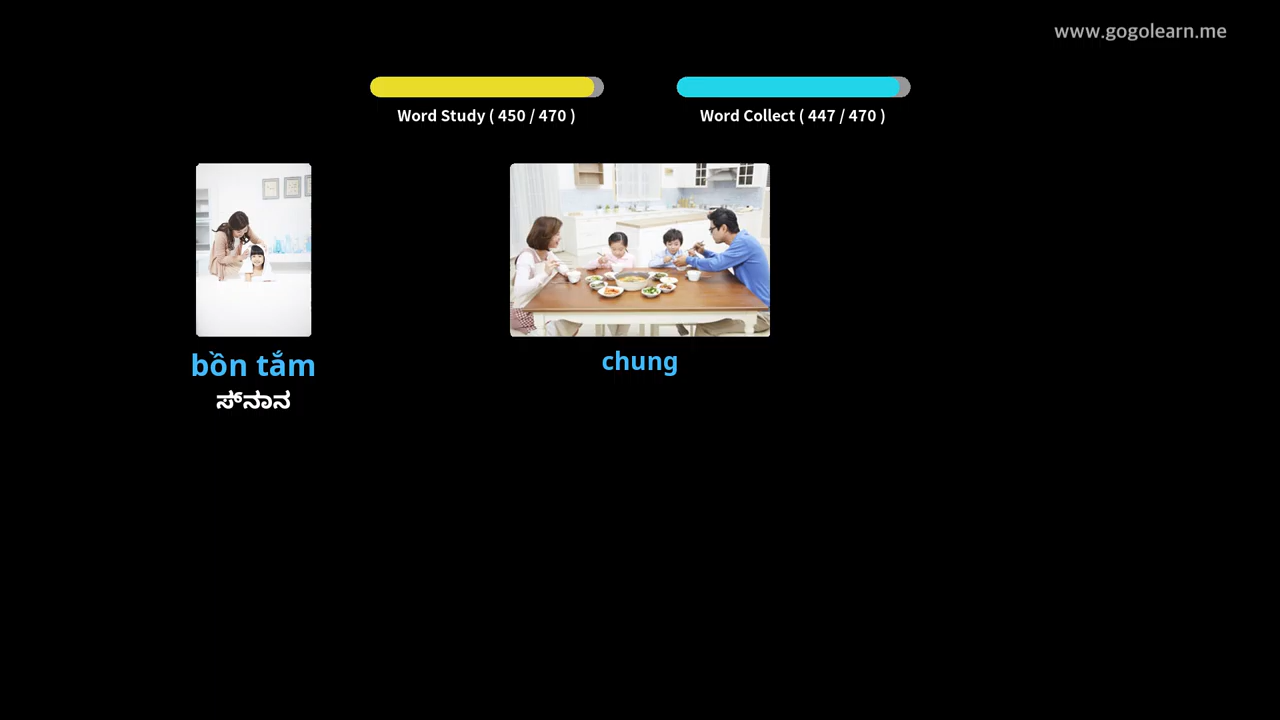 www.gogolearn.me
Word Study ( 450 / 470 )
Word Collect ( 447 / 470 )
bồn tắm
ಸ್‌ನಾನ
chung